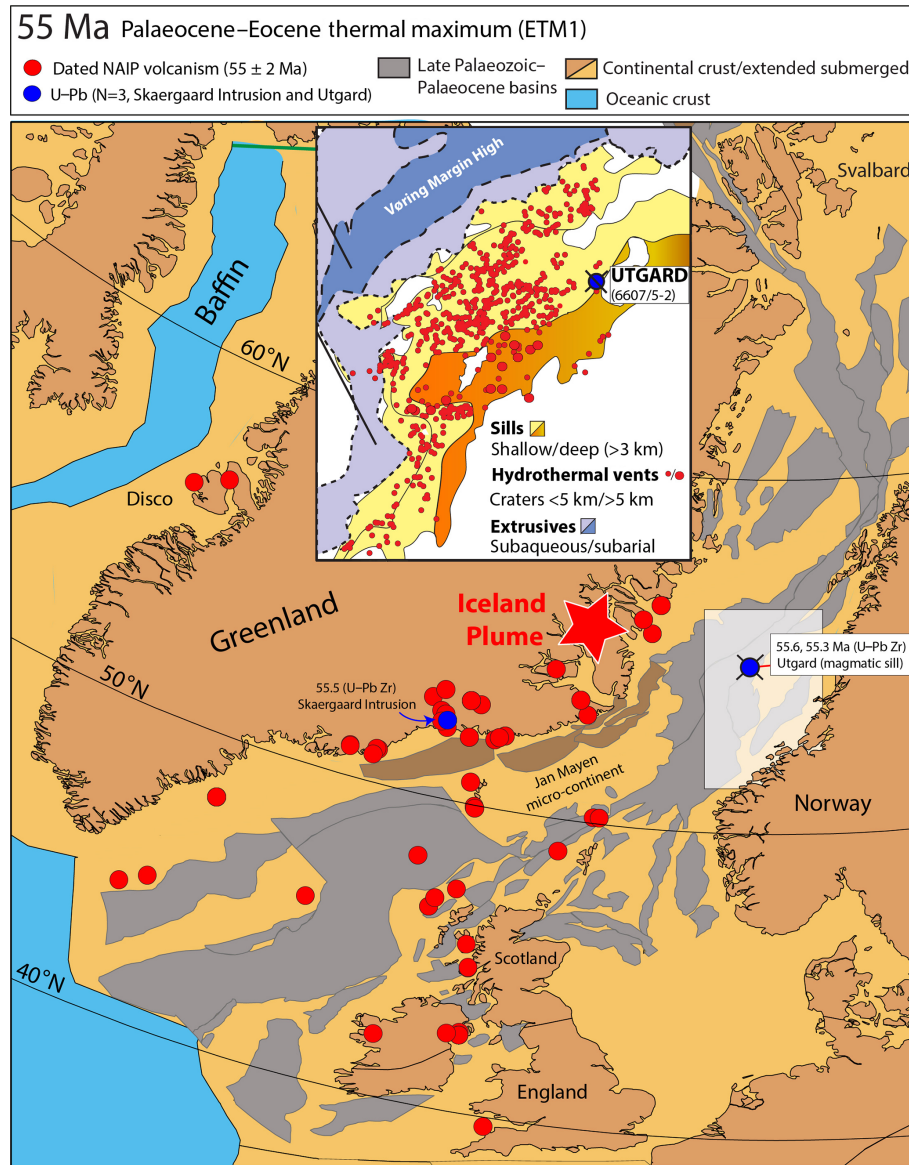 55 Ma Palaeocene–Eocene thermal maximum (ETM1)
Dated NAIP volcanism (55 ± 2 Ma)
U–Pb (N=3, Skaergaard Intrusion and Utgard)
Late Palaeozoic–
Palaeocene basins
Continental crust/extended submerged
Oceanic crust
Vøring Margin High
UTGARD
(6607/5-2)
Sills
Shallow/deep (>3 km)
Hydrothermal vents
Craters <5 km/>5 km
Extrusives
Subaqueous/subarial
Svalbard
Baffin
60°N
Disco
Greenland
Iceland
Plume
50°N
55.5 (U–Pb Zr)
Skaergaard Intrusion
55.6, 55.3 Ma (U–Pb Zr)
Utgard (magmatic sill)
Jan Mayen
micro-continent
Norway
40°N
Scotland
England